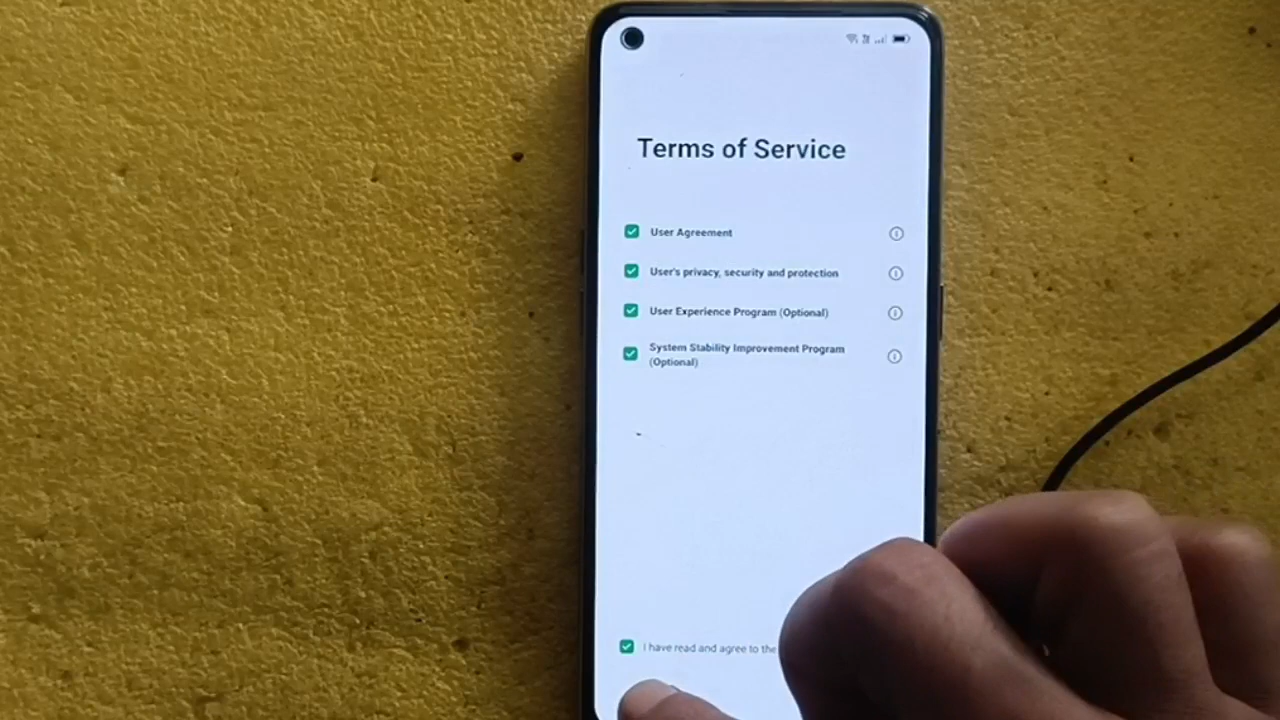 Terms of Service
User Agreement
User's privacy, security and protection
User Experience Program (Optional)
System Stability Improvement Program
(Optional)
I have read and agree to the